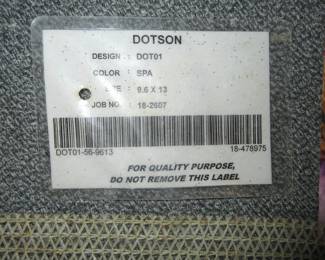 DOTSON
DESIGN : DOT01
COLOR : SPA
SIZE : 9.6 X 13
JOB NO. : 18-2607
DOT01-56-9613 18-478975
FOR QUALITY PURPOSE,
DO NOT REMOVE THIS LABEL